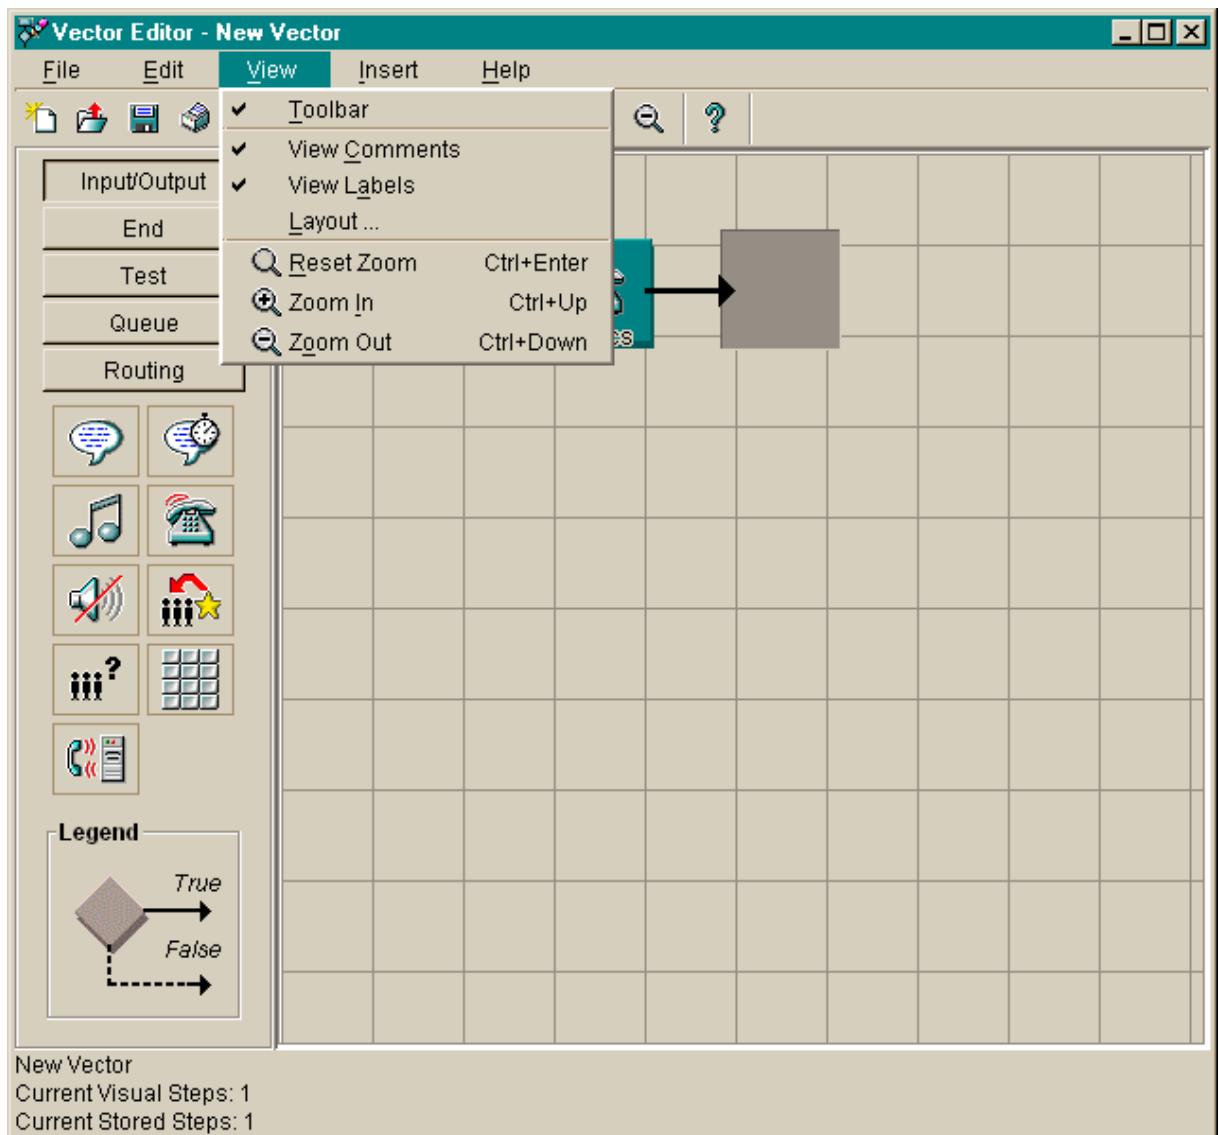 Vector Editor - New Vector
File Edit View Insert Help
Toolbar
View Comments
View Labels
Layout ...
Reset Zoom Ctrl+Enter
Zoom In Ctrl+Up
Zoom Out Ctrl+Down
Input/Output
End
Test
Queue
Routing
Legend
True
False
New Vector
Current Visual Steps: 1
Current Stored Steps: 1